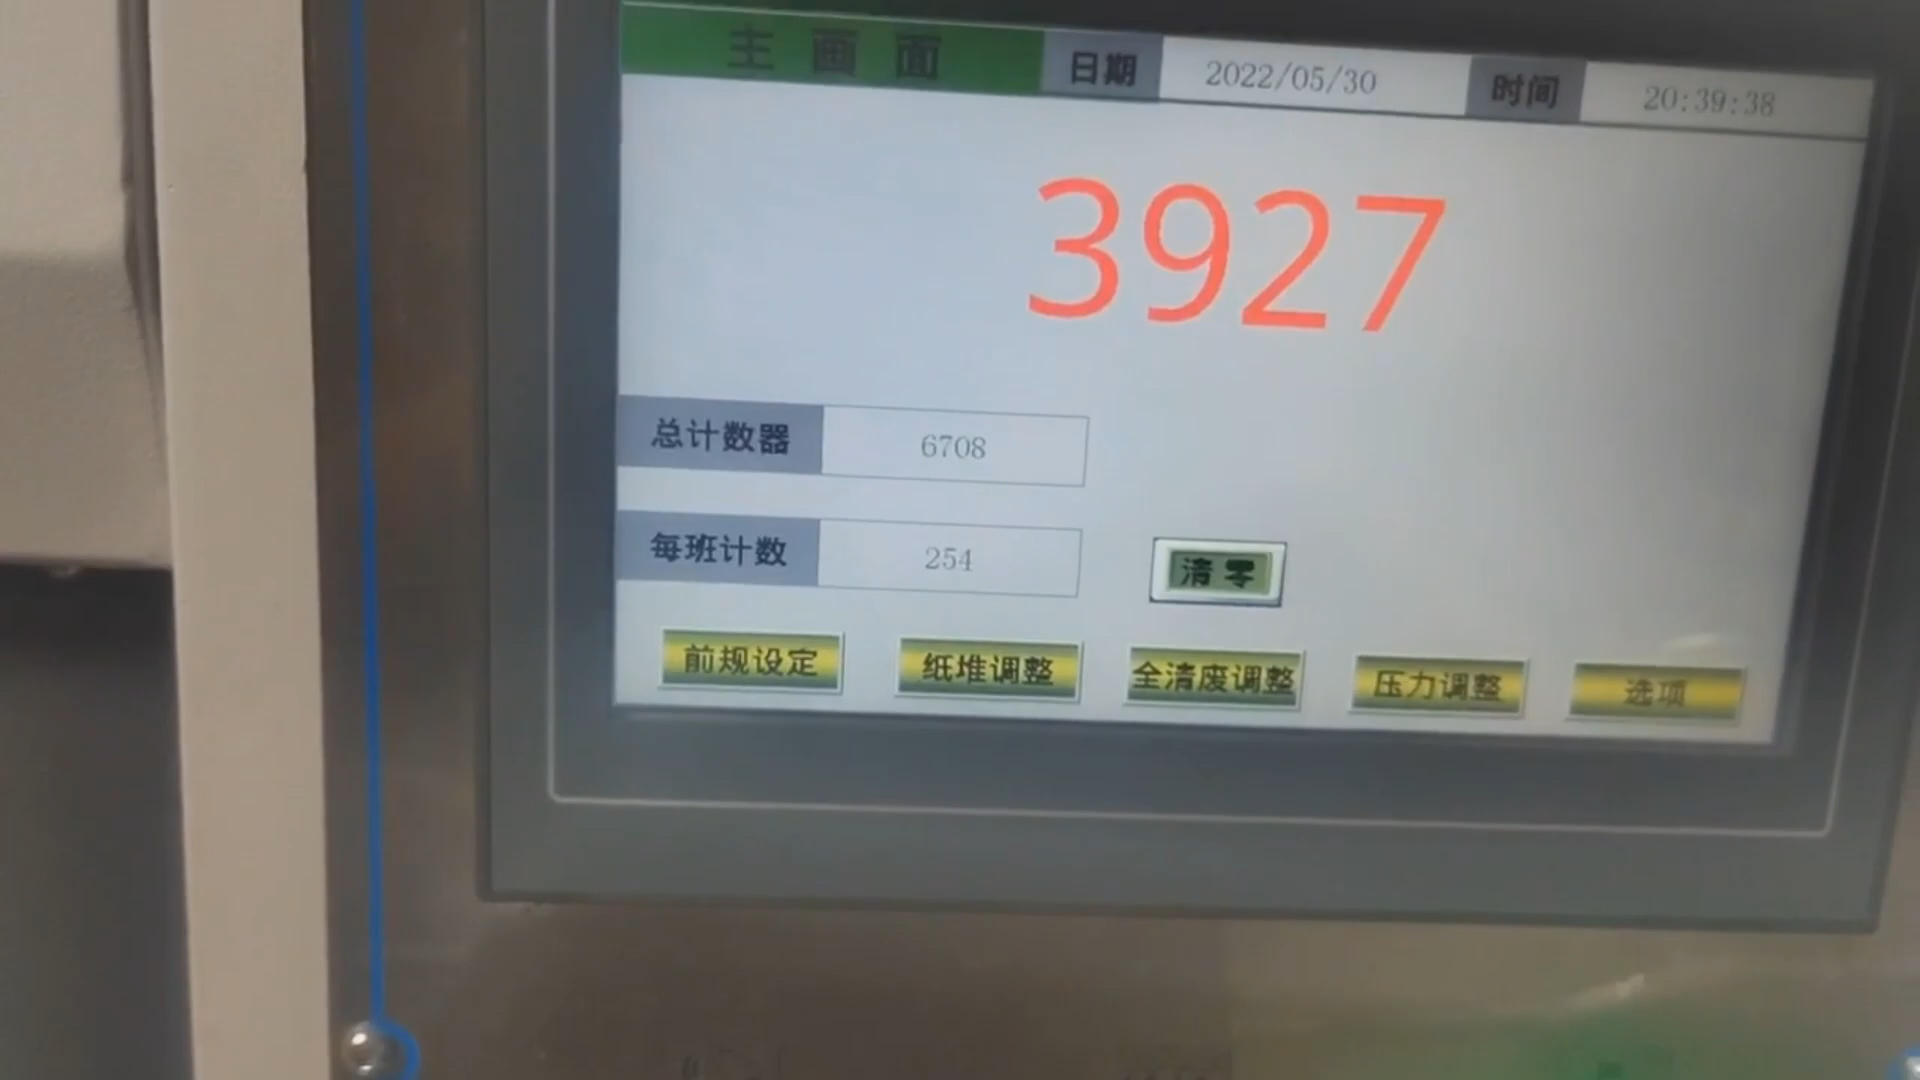 主画面 日期 2022/05/30 时间 20:39:38
3927
总计数器 6708
每班计数 254 清零
前规设定 纸堆调整 全清废调整 压力调整 选项